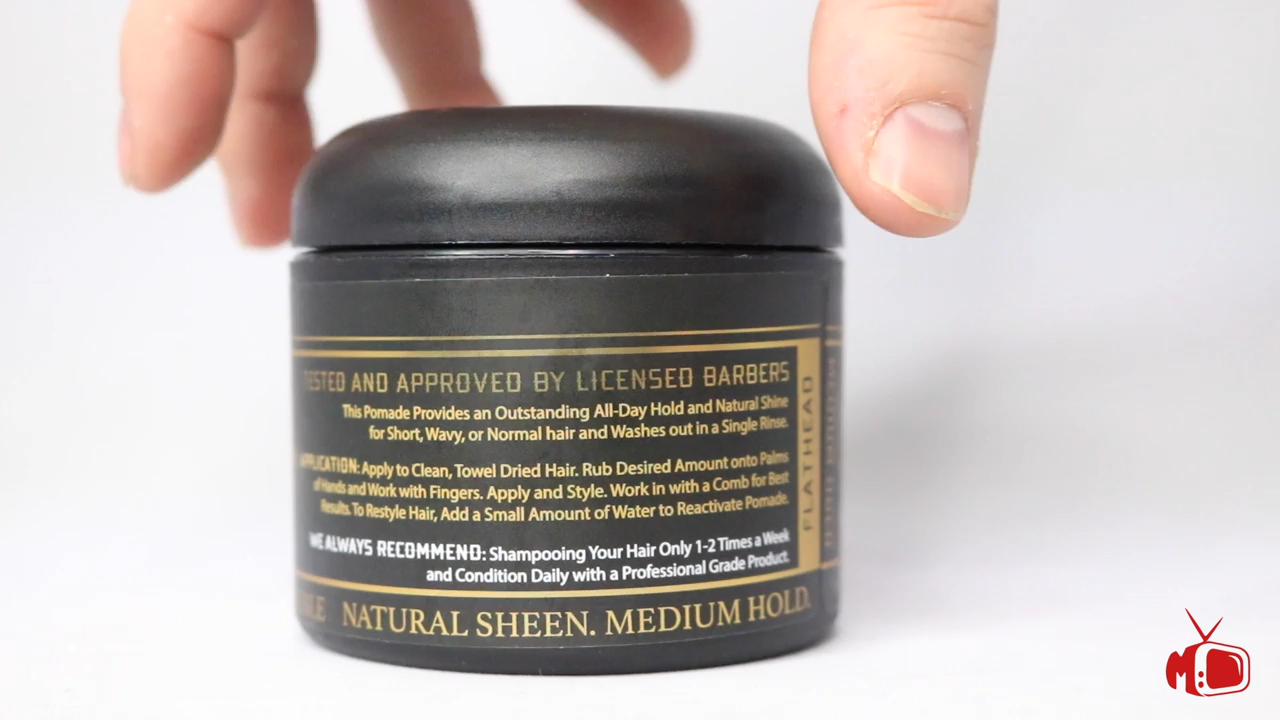 TESTED AND APPROVED BY LICENSED BARBERS
This Pomade Provides an Outstanding All-Day Hold and Natural Shine
for Short, Wavy, or Normal hair and Washes out in a Single Rinse.
APPLICATION: Apply to Clean, Towel Dried Hair. Rub Desired Amount onto Palms
of Hands and Work with Fingers. Apply and Style. Work in with a Comb for Best
Results. To Restyle Hair, Add a Small Amount of Water to Reactivate Pomade.
WE ALWAYS RECOMMEND: Shampooing Your Hair Only 1-2 Times a Week
and Condition Daily with a Professional Grade Product.
NATURAL SHEEN. MEDIUM HOLD.
FLATHEAD